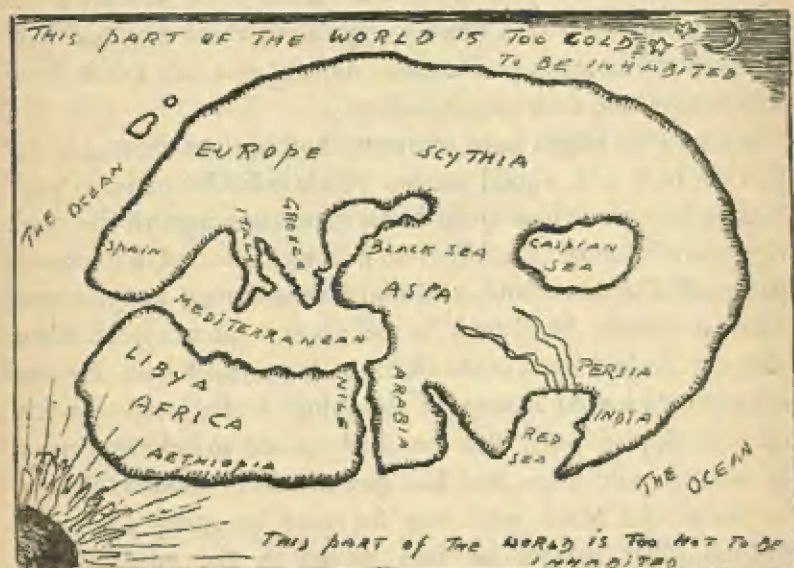 THIS PART OF THE WORLD IS TOO COLD
TO BE INHABITED
EUROPE
SCYTHIA
THE OCEAN
SPAIN
ITALY
GREECE
BLACK SEA
CASPIAN
SEA
ASPA
MEDITERRANEAN
LIBYA
AFRICA
NILE
ARABIA
PERSIA
INDIA
RED
SEA
AETHIOPIA
THE OCEAN
THIS PART OF THE WORLD IS TOO HOT TO BE
INHABITED